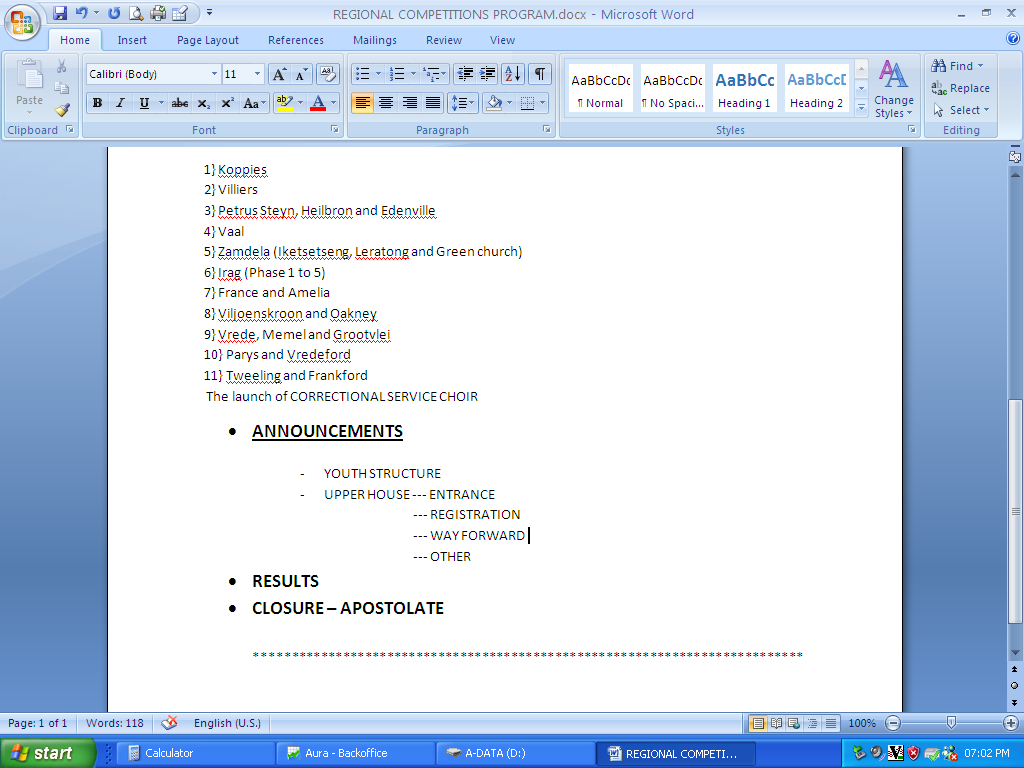 REGIONAL COMPETITIONS PROGRAM.docx - Microsoft Word
Home Insert Page Layout References Mailings Review View
Paste
Clipboard
Calibri (Body) 11
Font
Paragraph
AaBbCcDc AaBbCcDc AaBbCc AaBbCcD
¶ Normal ¶ No Spaci... Heading 1 Heading 2
Change Styles
Styles
Find
Replace
Select
Editing
1} Koppies
2} Villiers
3} Petrus Steyn, Heilbron and Edenville
4} Vaal
5} Zamdela (Iketsetseng, Leratong and Green church)
6} Irag (Phase 1 to 5)
7} France and Amelia
8} Viljoenskroon and Oakney
9} Vrede, Memel and Grootvlei
10} Parys and Vredeford
11} Tweeling and Frankford
The launch of CORRECTIONAL SERVICE CHOIR
• ANNOUNCEMENTS
- YOUTH STRUCTURE
- UPPER HOUSE --- ENTRANCE
--- REGISTRATION
--- WAY FORWARD
--- OTHER
• RESULTS
• CLOSURE – APOSTOLATE
**********************************************************************
Page: 1 of 1 Words: 118 English (U.S.) 100%
start Calculator Aura - Backoffice A-DATA (D:) REGIONAL COMPETI... 07:02 PM